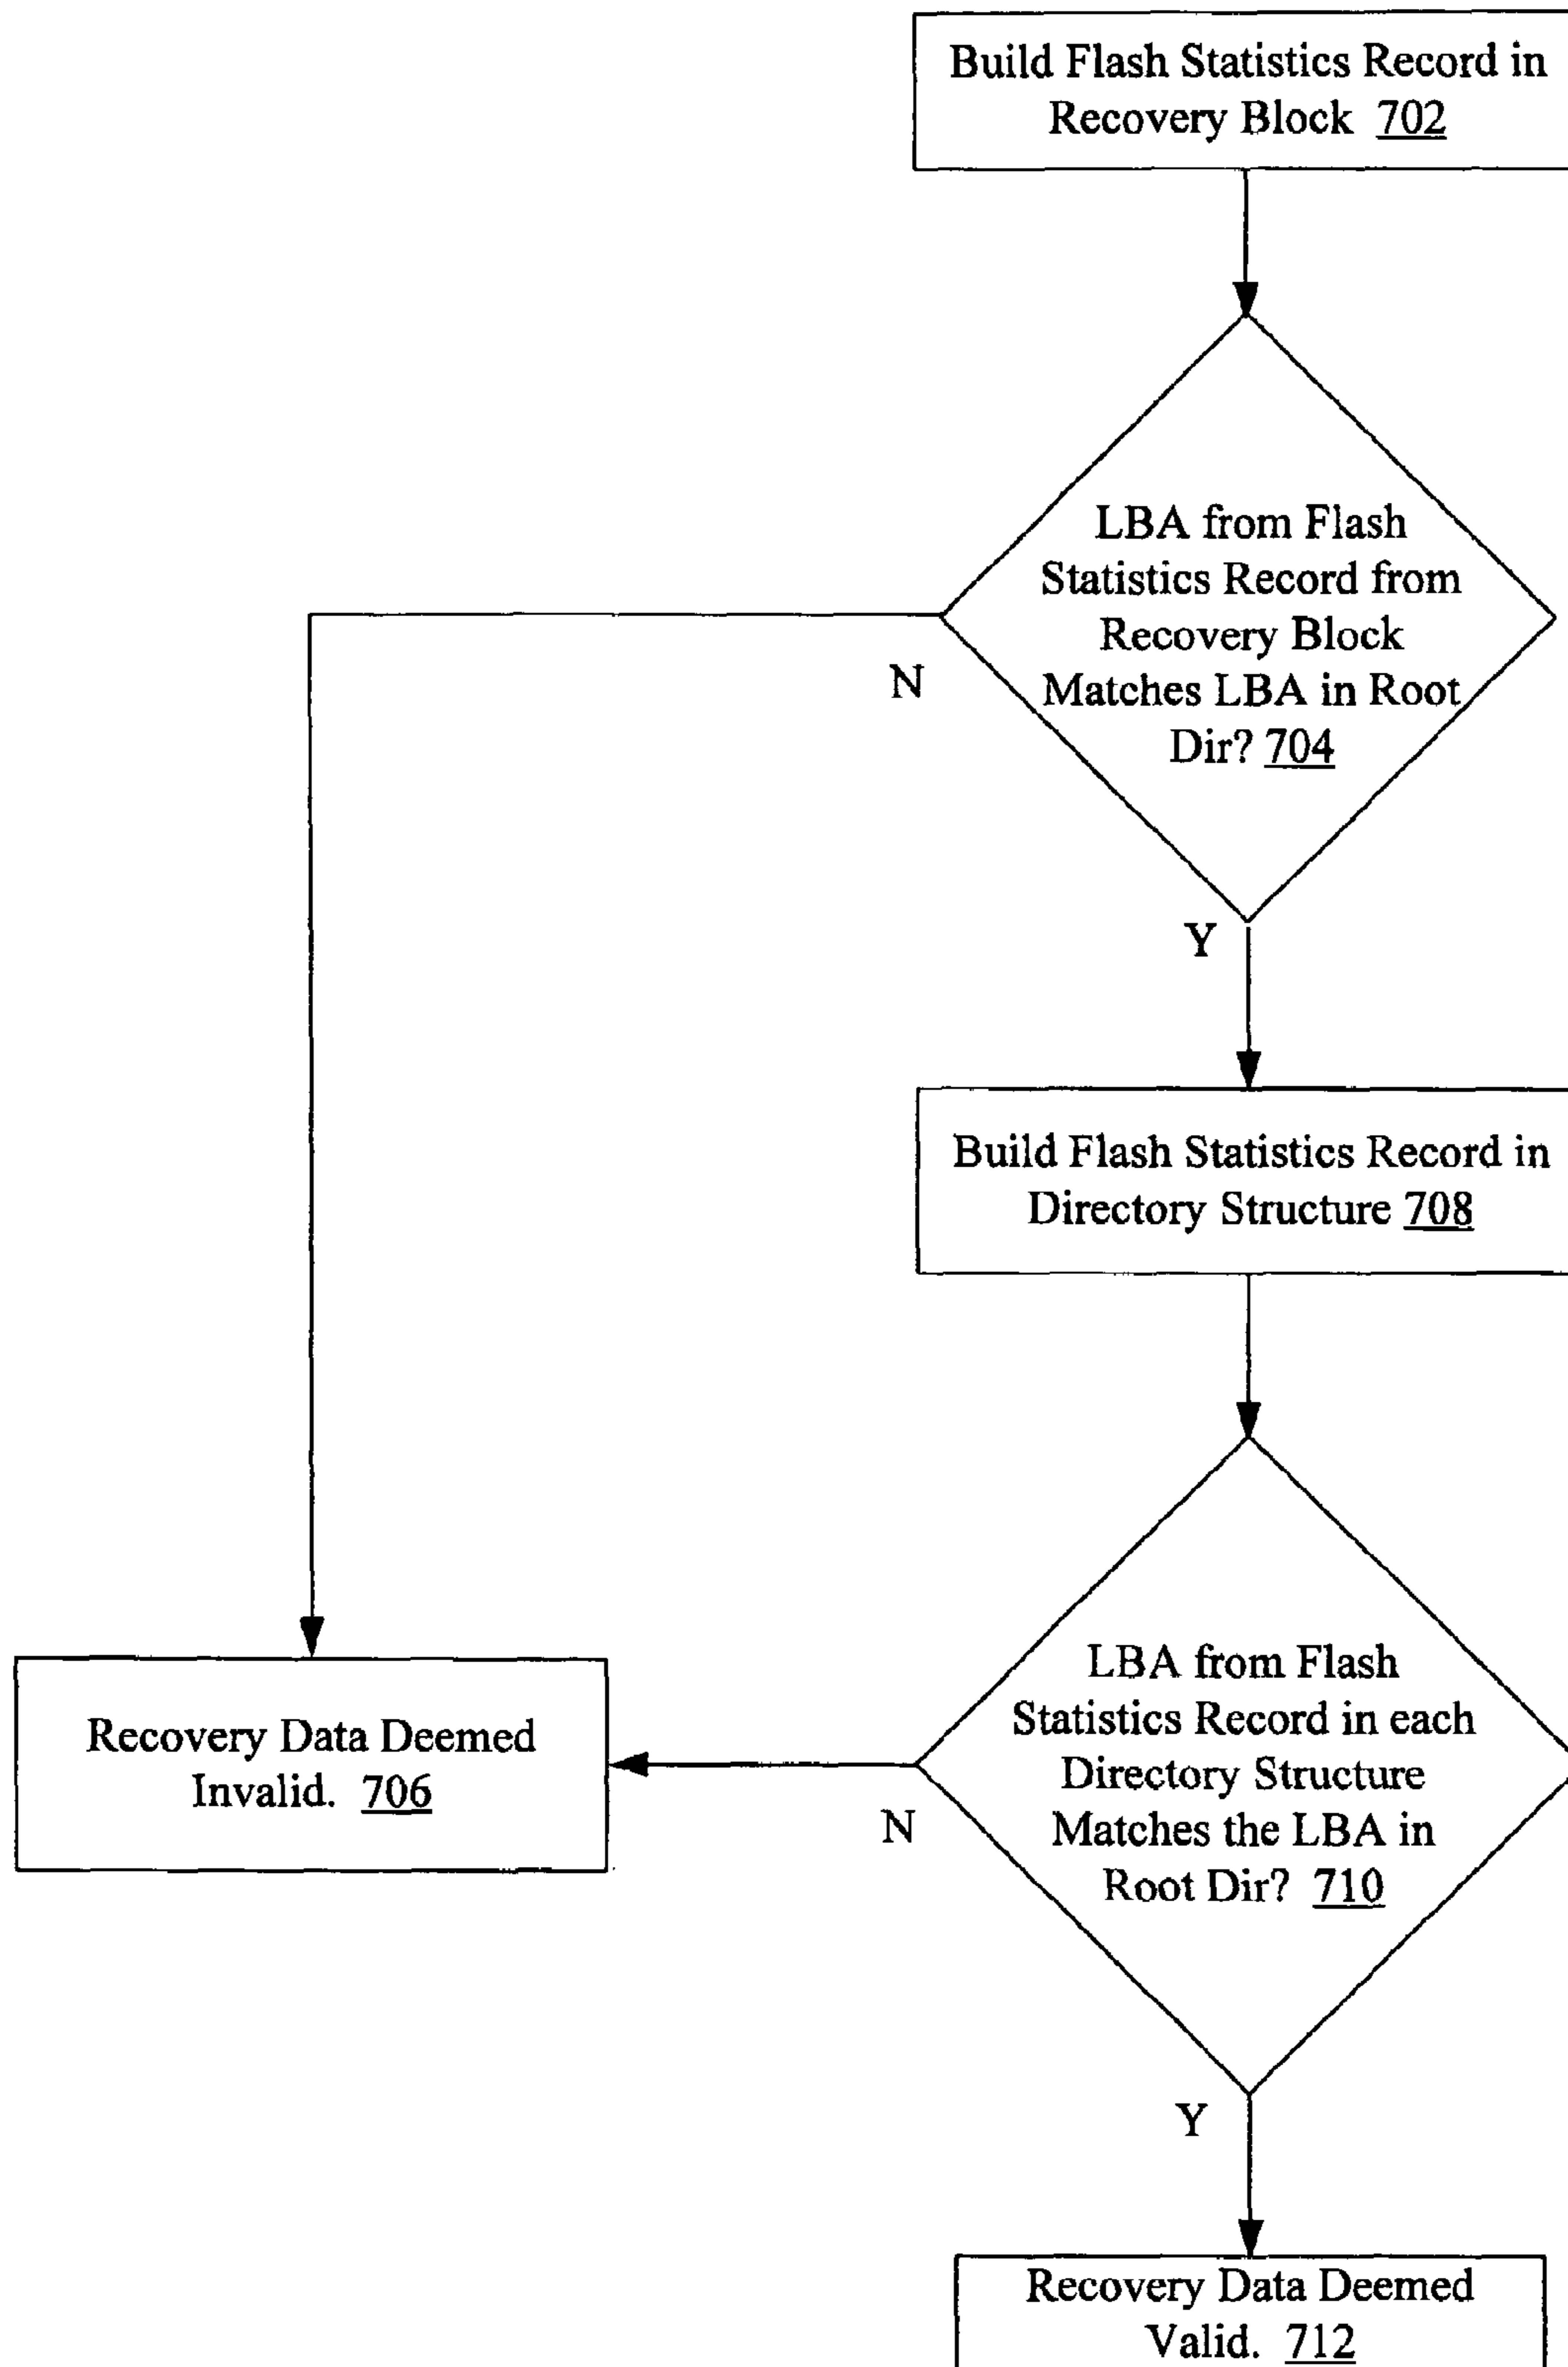 Build Flash Statistics Record in
Recovery Block 702
LBA from Flash
Statistics Record from
Recovery Block
Matches LBA in Root
Dir? 704
N
Y
Build Flash Statistics Record in
Directory Structure 708
LBA from Flash
Statistics Record in each
Directory Structure
Matches the LBA in
Root Dir? 710
N
Recovery Data Deemed
Invalid. 706
Y
Recovery Data Deemed
Valid. 712